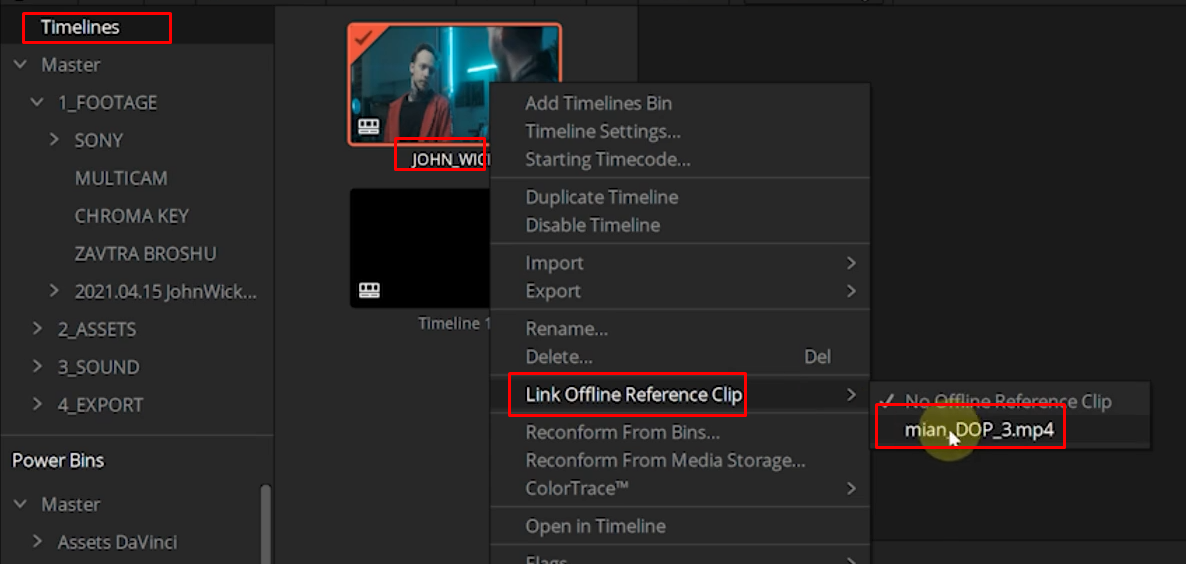 Timelines
Master
1_FOOTAGE
SONY
MULTICAM
CHROMA KEY
ZAVTRA BROSHU
2021.04.15 JohnWick...
2_ASSETS
3_SOUND
4_EXPORT
Power Bins
Master
Assets DaVinci
JOHN_WIC
Timeline 1
Add Timelines Bin
Timeline Settings...
Starting Timecode...
Duplicate Timeline
Disable Timeline
Import
Export
Rename...
Delete... Del
Link Offline Reference Clip
Reconform From Bins...
Reconform From Media Storage...
ColorTrace™
Open in Timeline
Flags
No Offline Reference Clip
mian_DOP_3.mp4